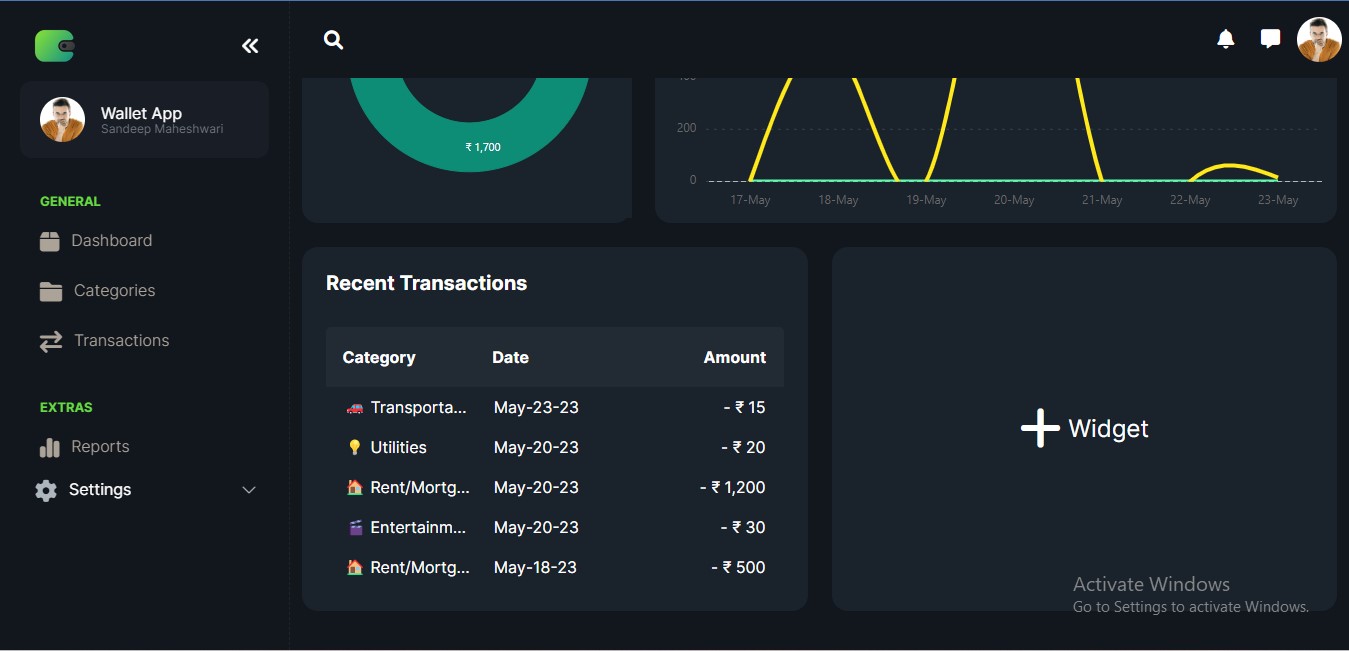 Wallet App
Sandeep Maheshwari
GENERAL
Dashboard
Categories
Transactions
EXTRAS
Reports
Settings
₹ 1,700
200
0
17-May 18-May 19-May 20-May 21-May 22-May 23-May
Recent Transactions
Category Date Amount
Transporta... May-23-23 - ₹ 15
Utilities May-20-23 - ₹ 20
Rent/Mortg... May-20-23 - ₹ 1,200
Entertainm... May-20-23 - ₹ 30
Rent/Mortg... May-18-23 - ₹ 500
Widget
Activate Windows
Go to Settings to activate Windows.